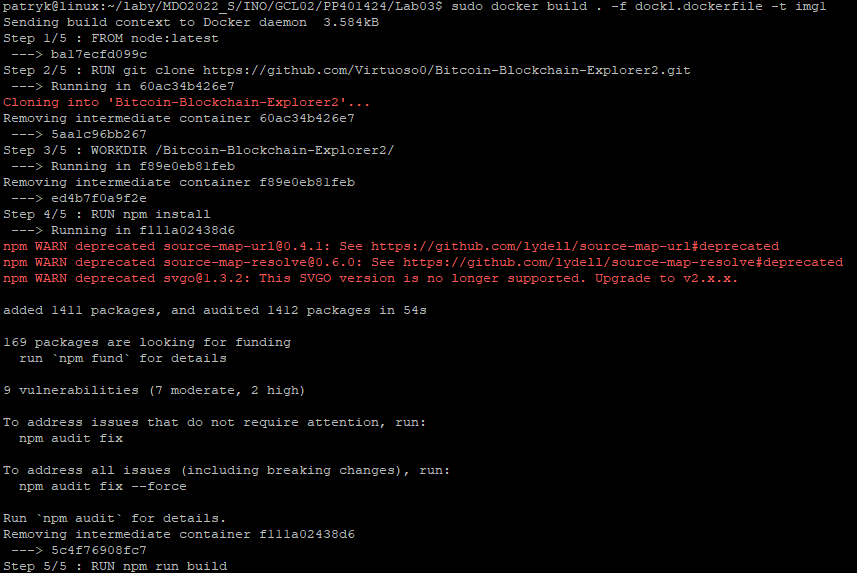 patryk@linux:~/laby/MDO2022_S/INO/GCL02/PP401424/Lab03$ sudo docker build . -f dock1.dockerfile -t img1
Sending build context to Docker daemon  3.584kB
Step 1/5 : FROM node:latest
 ---> ba17ecfd099c
Step 2/5 : RUN git clone https://github.com/Virtuoso0/Bitcoin-Blockchain-Explorer2.git
 ---> Running in 60ac34b426e7
Cloning into 'Bitcoin-Blockchain-Explorer2'...
Removing intermediate container 60ac34b426e7
 ---> 5aa1c96bb267
Step 3/5 : WORKDIR /Bitcoin-Blockchain-Explorer2/
 ---> Running in f89e0eb81feb
Removing intermediate container f89e0eb81feb
 ---> ed4b7f0a9f2e
Step 4/5 : RUN npm install
 ---> Running in f111a02438d6
npm WARN deprecated source-map-url@0.4.1: See https://github.com/lydell/source-map-url#deprecated
npm WARN deprecated source-map-resolve@0.6.0: See https://github.com/lydell/source-map-resolve#deprecated
npm WARN deprecated svgo@1.3.2: This SVGO version is no longer supported. Upgrade to v2.x.x.
added 1411 packages, and audited 1412 packages in 54s
169 packages are looking for funding
  run `npm fund` for details
9 vulnerabilities (7 moderate, 2 high)
To address issues that do not require attention, run:
  npm audit fix
To address all issues (including breaking changes), run:
  npm audit fix --force
Run `npm audit` for details.
Removing intermediate container f111a02438d6
 ---> 5c4f76908fc7
Step 5/5 : RUN npm run build